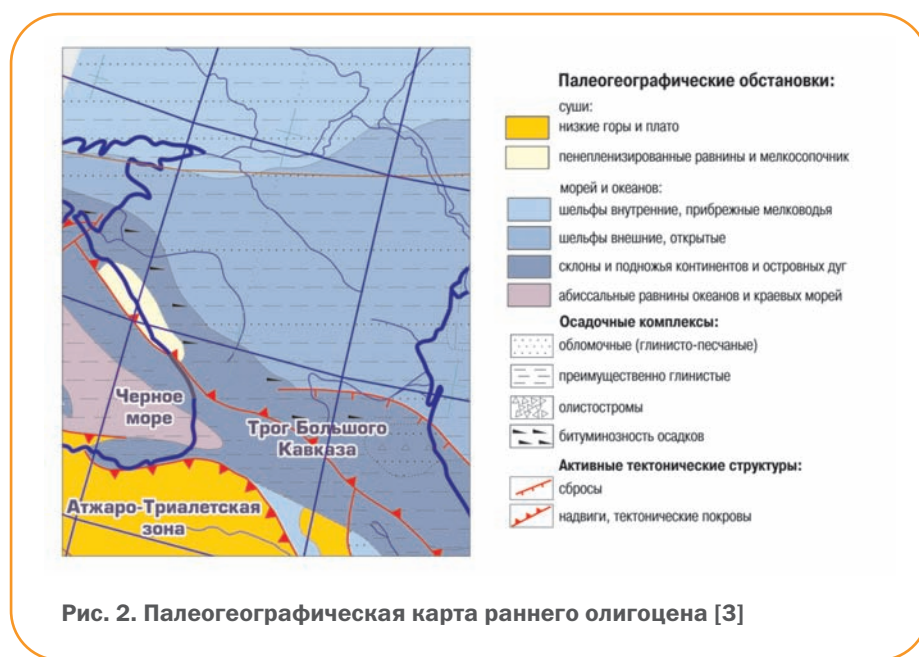 Черное
море
Трог Большого
Кавказа
Атжаро-Триалетская
зона
Палеогеографические обстановки:
суши:
низкие горы и плато
пенепленизированные равнины и мелкосопочник
морей и океанов:
шельфы внутренние, прибрежные мелководья
шельфы внешние, открытые
склоны и подножья континентов и островных дуг
абиссальные равнины океанов и краевых морей
Осадочные комплексы:
обломочные (глинисто-песчаные)
преимущественно глинистые
олистостромы
битуминозность осадков
Активные тектонические структуры:
сбросы
надвиги, тектонические покровы
Рис. 2. Палеогеографическая карта раннего олигоцена [3]